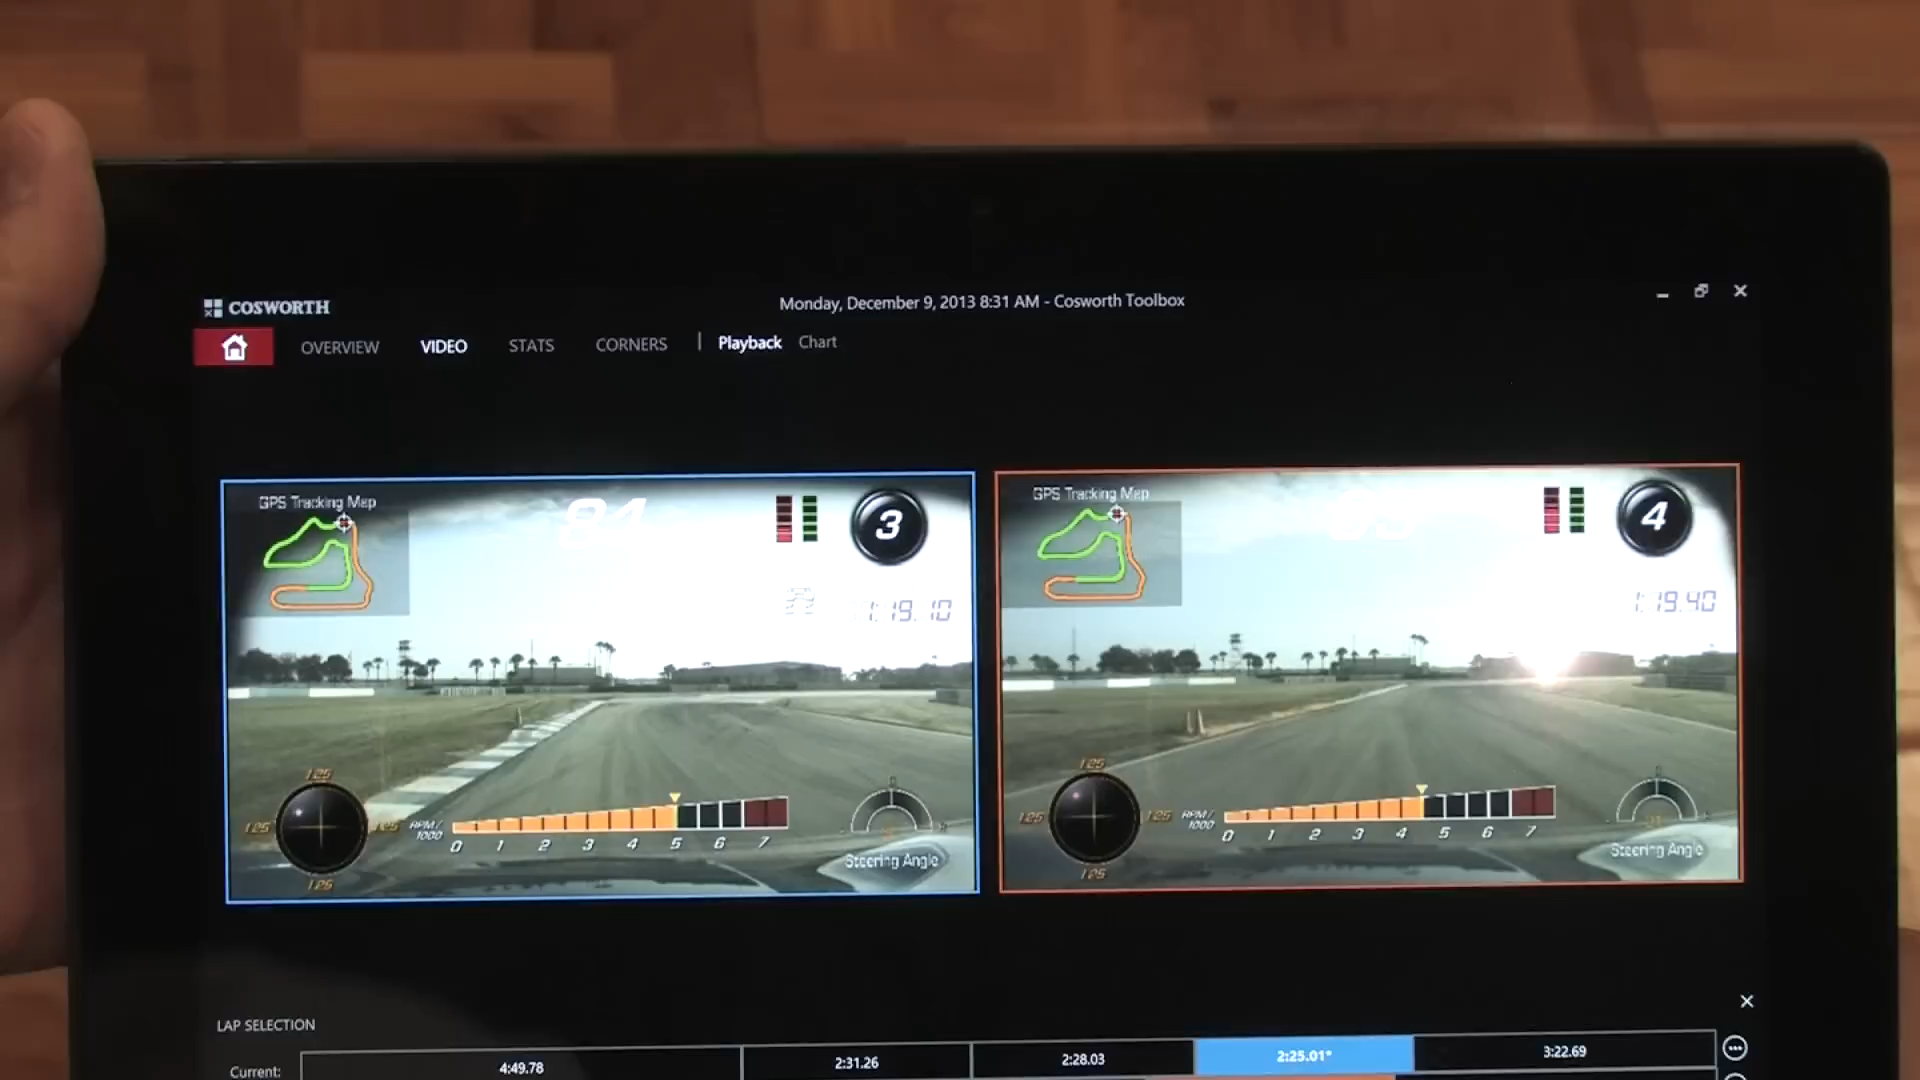 COSWORTH
Monday, December 9, 2013 8:31 AM - Cosworth Toolbox
OVERVIEW VIDEO STATS CORNERS | Playback Chart
GPS Tracking Map
84
3
1:19.10
125
125 125
125
RPM/
1000
0 1 2 3 4 5 6 7
Steering Angle
GPS Tracking Map
4
1:19.40
125
125 125
125
RPM/
1000
0 1 2 3 4 5 6 7
Steering Angle
LAP SELECTION
Current: 4:49.78 2:31.26 2:28.03 2:25.01* 3:22.69